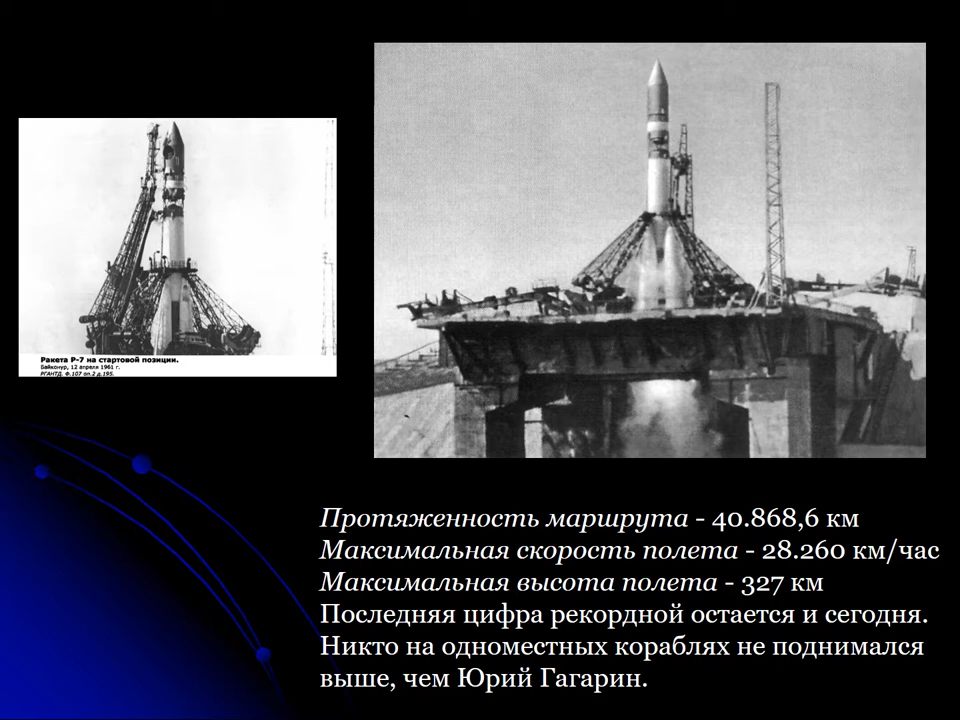 Ракета Р-7 на стартовой позиции.
Байконур, 12 апреля 1961 г.
РГАНТД. Ф.107 оп.2 д.195.
Протяженность маршрута - 40.868,6 км
Максимальная скорость полета - 28.260 км/час
Максимальная высота полета - 327 км
Последняя цифра рекордной остается и сегодня.
Никто на одноместных кораблях не поднимался
выше, чем Юрий Гагарин.